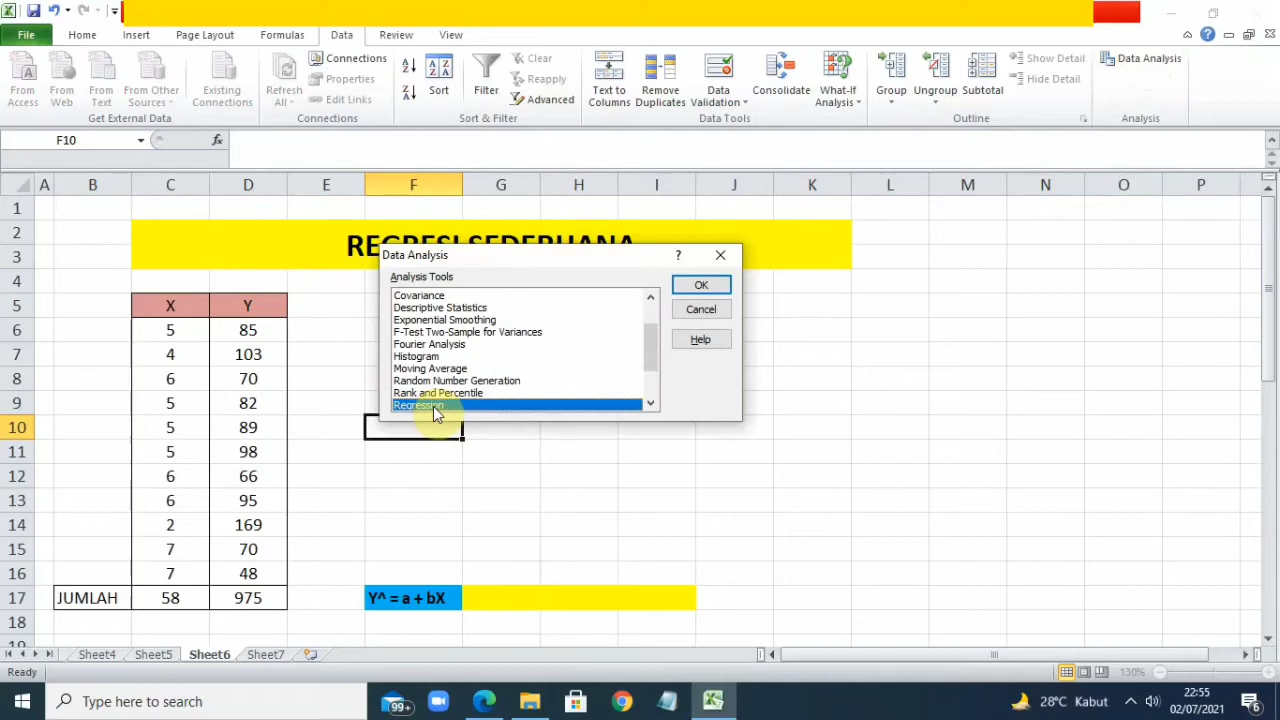 File Home Insert Page Layout Formulas Data Review View
From Access From Web From Text From Other Sources Existing Connections
Get External Data
Refresh All Connections Properties Edit Links
Connections
Sort Filter Clear Reapply Advanced
Sort & Filter
Text to Columns Remove Duplicates Data Validation Consolidate What-If Analysis
Data Tools
Group Ungroup Subtotal Show Detail Hide Detail
Outline
Data Analysis
Analysis
F10 fx
A B C D E F G H I J K L M N O P
1
2
3
4
5 X Y
6 5 85
7 4 103
8 6 70
9 5 82
10 5 89
11 5 98
12 6 66
13 6 95
14 2 169
15 7 70
16 7 48
17 JUMLAH 58 975 Y^ = a + bX
18
Data Analysis ?
Analysis Tools
Covariance
Descriptive Statistics
Exponential Smoothing
F-Test Two-Sample for Variances
Fourier Analysis
Histogram
Moving Average
Random Number Generation
Rank and Percentile
Regression
OK
Cancel
Help
Sheet4 Sheet5 Sheet6 Sheet7
Ready 130%
Type here to search 99+ 28°C Kabut 22:55
02/07/2021 6